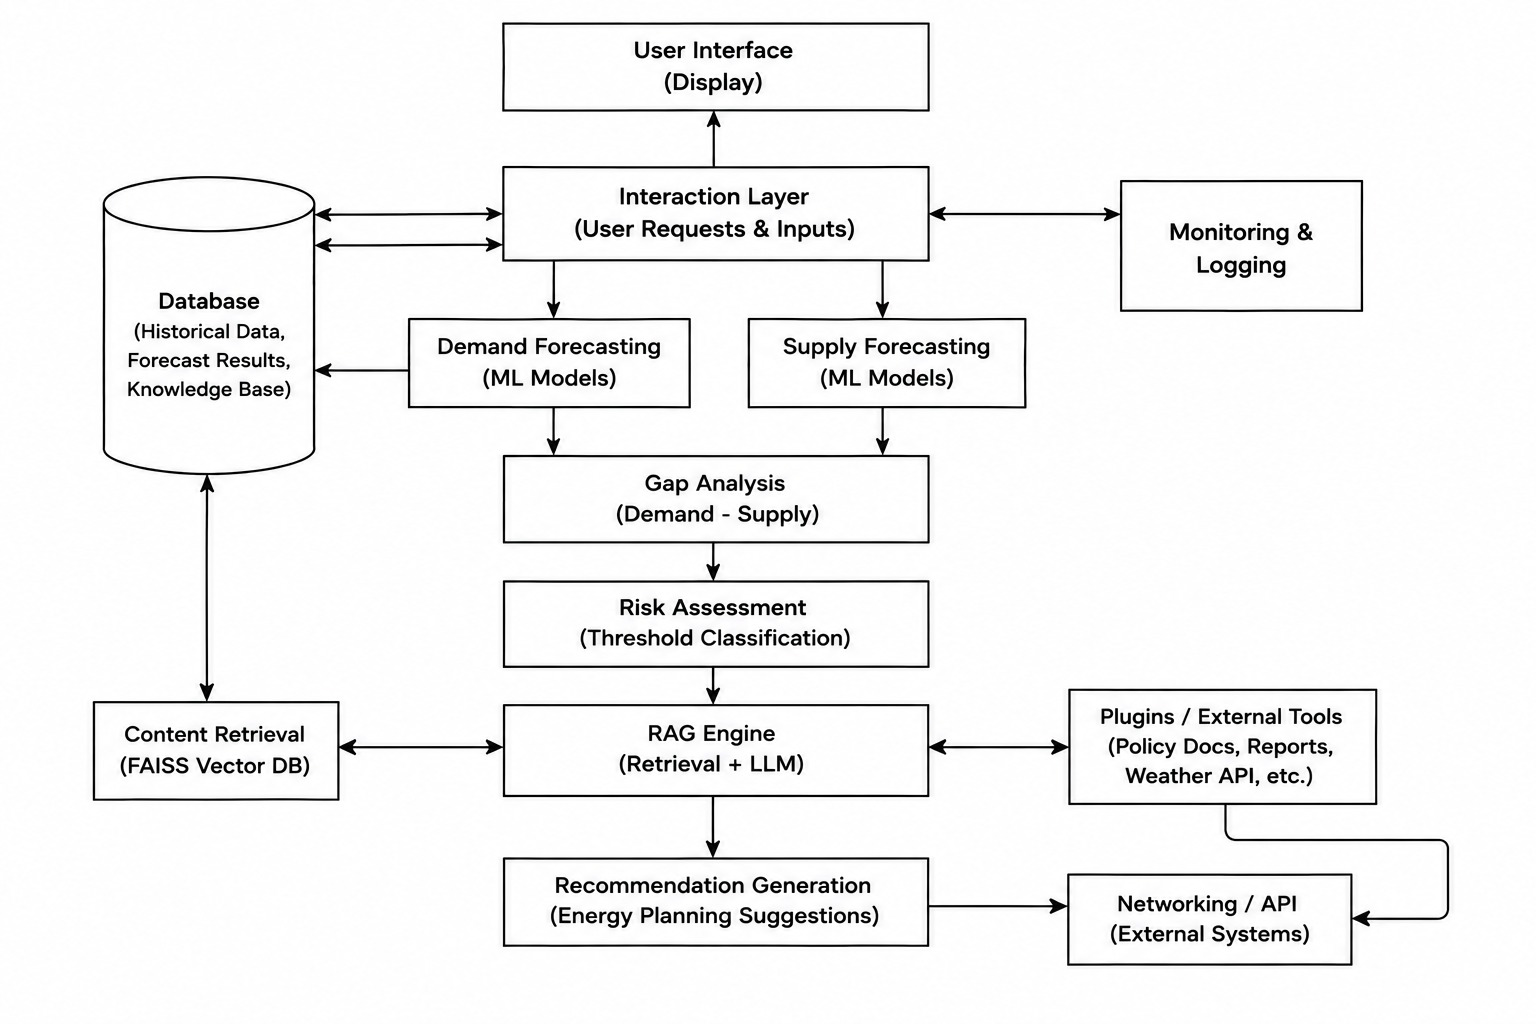 User Interface
(Display)
Interaction Layer
(User Requests & Inputs)
Monitoring &
Logging
Database
(Historical Data,
Forecast Results,
Knowledge Base)
Demand Forecasting
(ML Models)
Supply Forecasting
(ML Models)
Gap Analysis
(Demand - Supply)
Risk Assessment
(Threshold Classification)
Content Retrieval
(FAISS Vector DB)
RAG Engine
(Retrieval + LLM)
Plugins / External Tools
(Policy Docs, Reports,
Weather API, etc.)
Recommendation Generation
(Energy Planning Suggestions)
Networking / API
(External Systems)